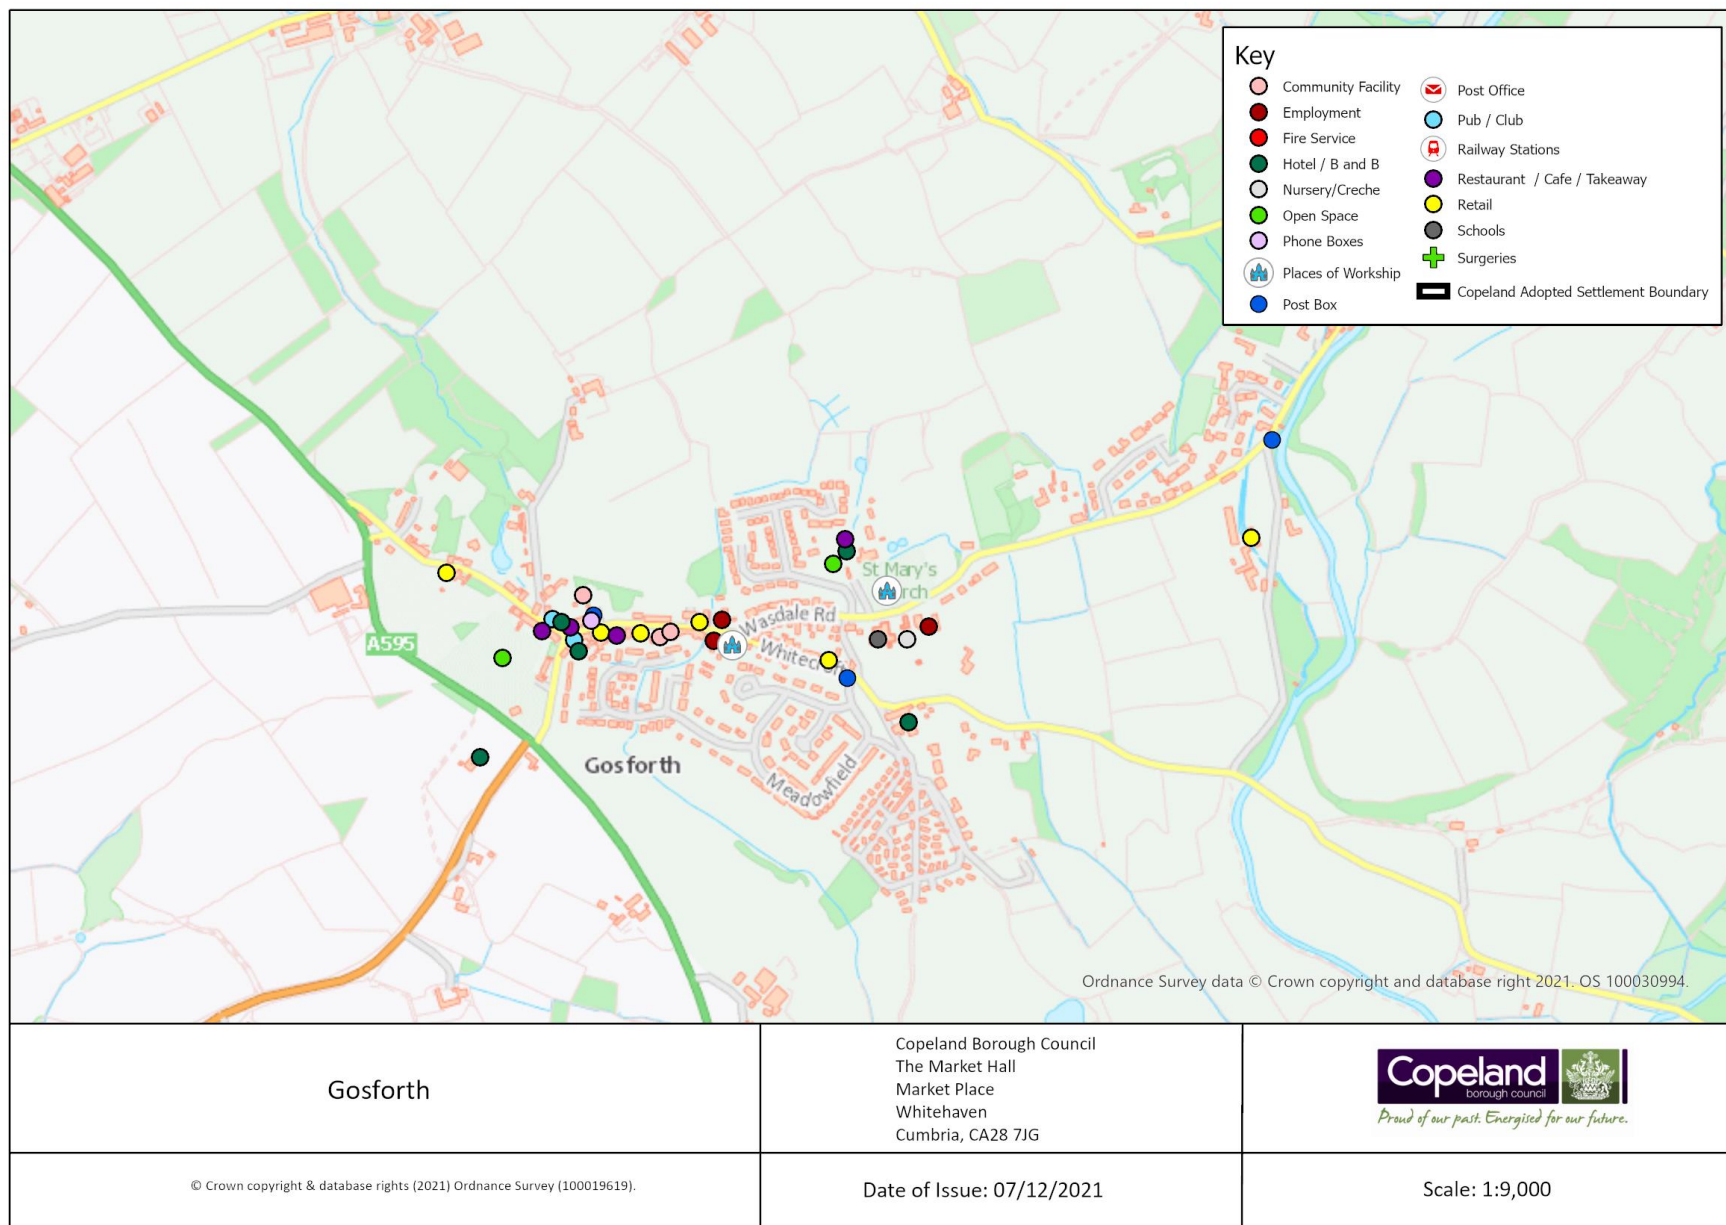 Key
Community Facility
Employment
Fire Service
Hotel / B and B
Nursery/Creche
Open Space
Phone Boxes
Places of Workship
Post Box
Post Office
Pub / Club
Railway Stations
Restaurant / Cafe / Takeaway
Retail
Schools
Surgeries
Copeland Adopted Settlement Boundary
St Mary's
Wasdale Rd
A595
Gosforth
Meadowfield
Ordnance Survey data © Crown copyright and database right 2021. OS 100030994.
Gosforth
Copeland Borough Council
The Market Hall
Market Place
Whitehaven
Cumbria, CA28 7JG
Copeland
borough council
Proud of our past. Energised for our future.
© Crown copyright & database rights (2021) Ordnance Survey (100019619).
Date of Issue: 07/12/2021
Scale: 1:9,000